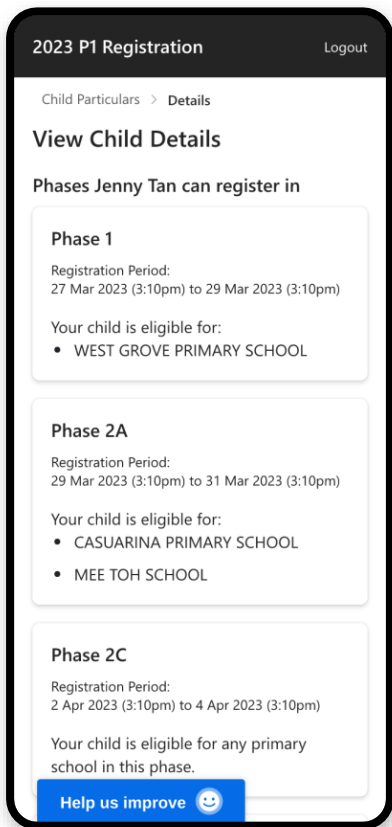 2023 P1 Registration
Logout
Child Particulars > Details
View Child Details
Phases Jenny Tan can register in
Phase 1
Registration Period:
27 Mar 2023 (3:10pm) to 29 Mar 2023 (3:10pm)
Your child is eligible for:
• WEST GROVE PRIMARY SCHOOL
Phase 2A
Registration Period:
29 Mar 2023 (3:10pm) to 31 Mar 2023 (3:10pm)
Your child is eligible for:
• CASUARINA PRIMARY SCHOOL
• MEE TOH SCHOOL
Phase 2C
Registration Period:
2 Apr 2023 (3:10pm) to 4 Apr 2023 (3:10pm)
Your child is eligible for any primary
school in this phase.
Help us improve